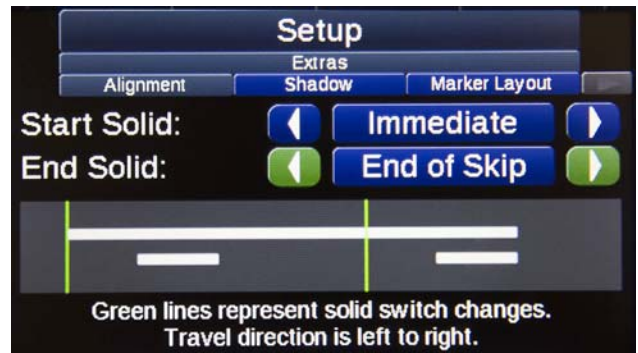 Setup
Extras
Alignment Shadow Marker Layout
Start Solid: Immediate
End Solid: End of Skip
Green lines represent solid switch changes.
Travel direction is left to right.